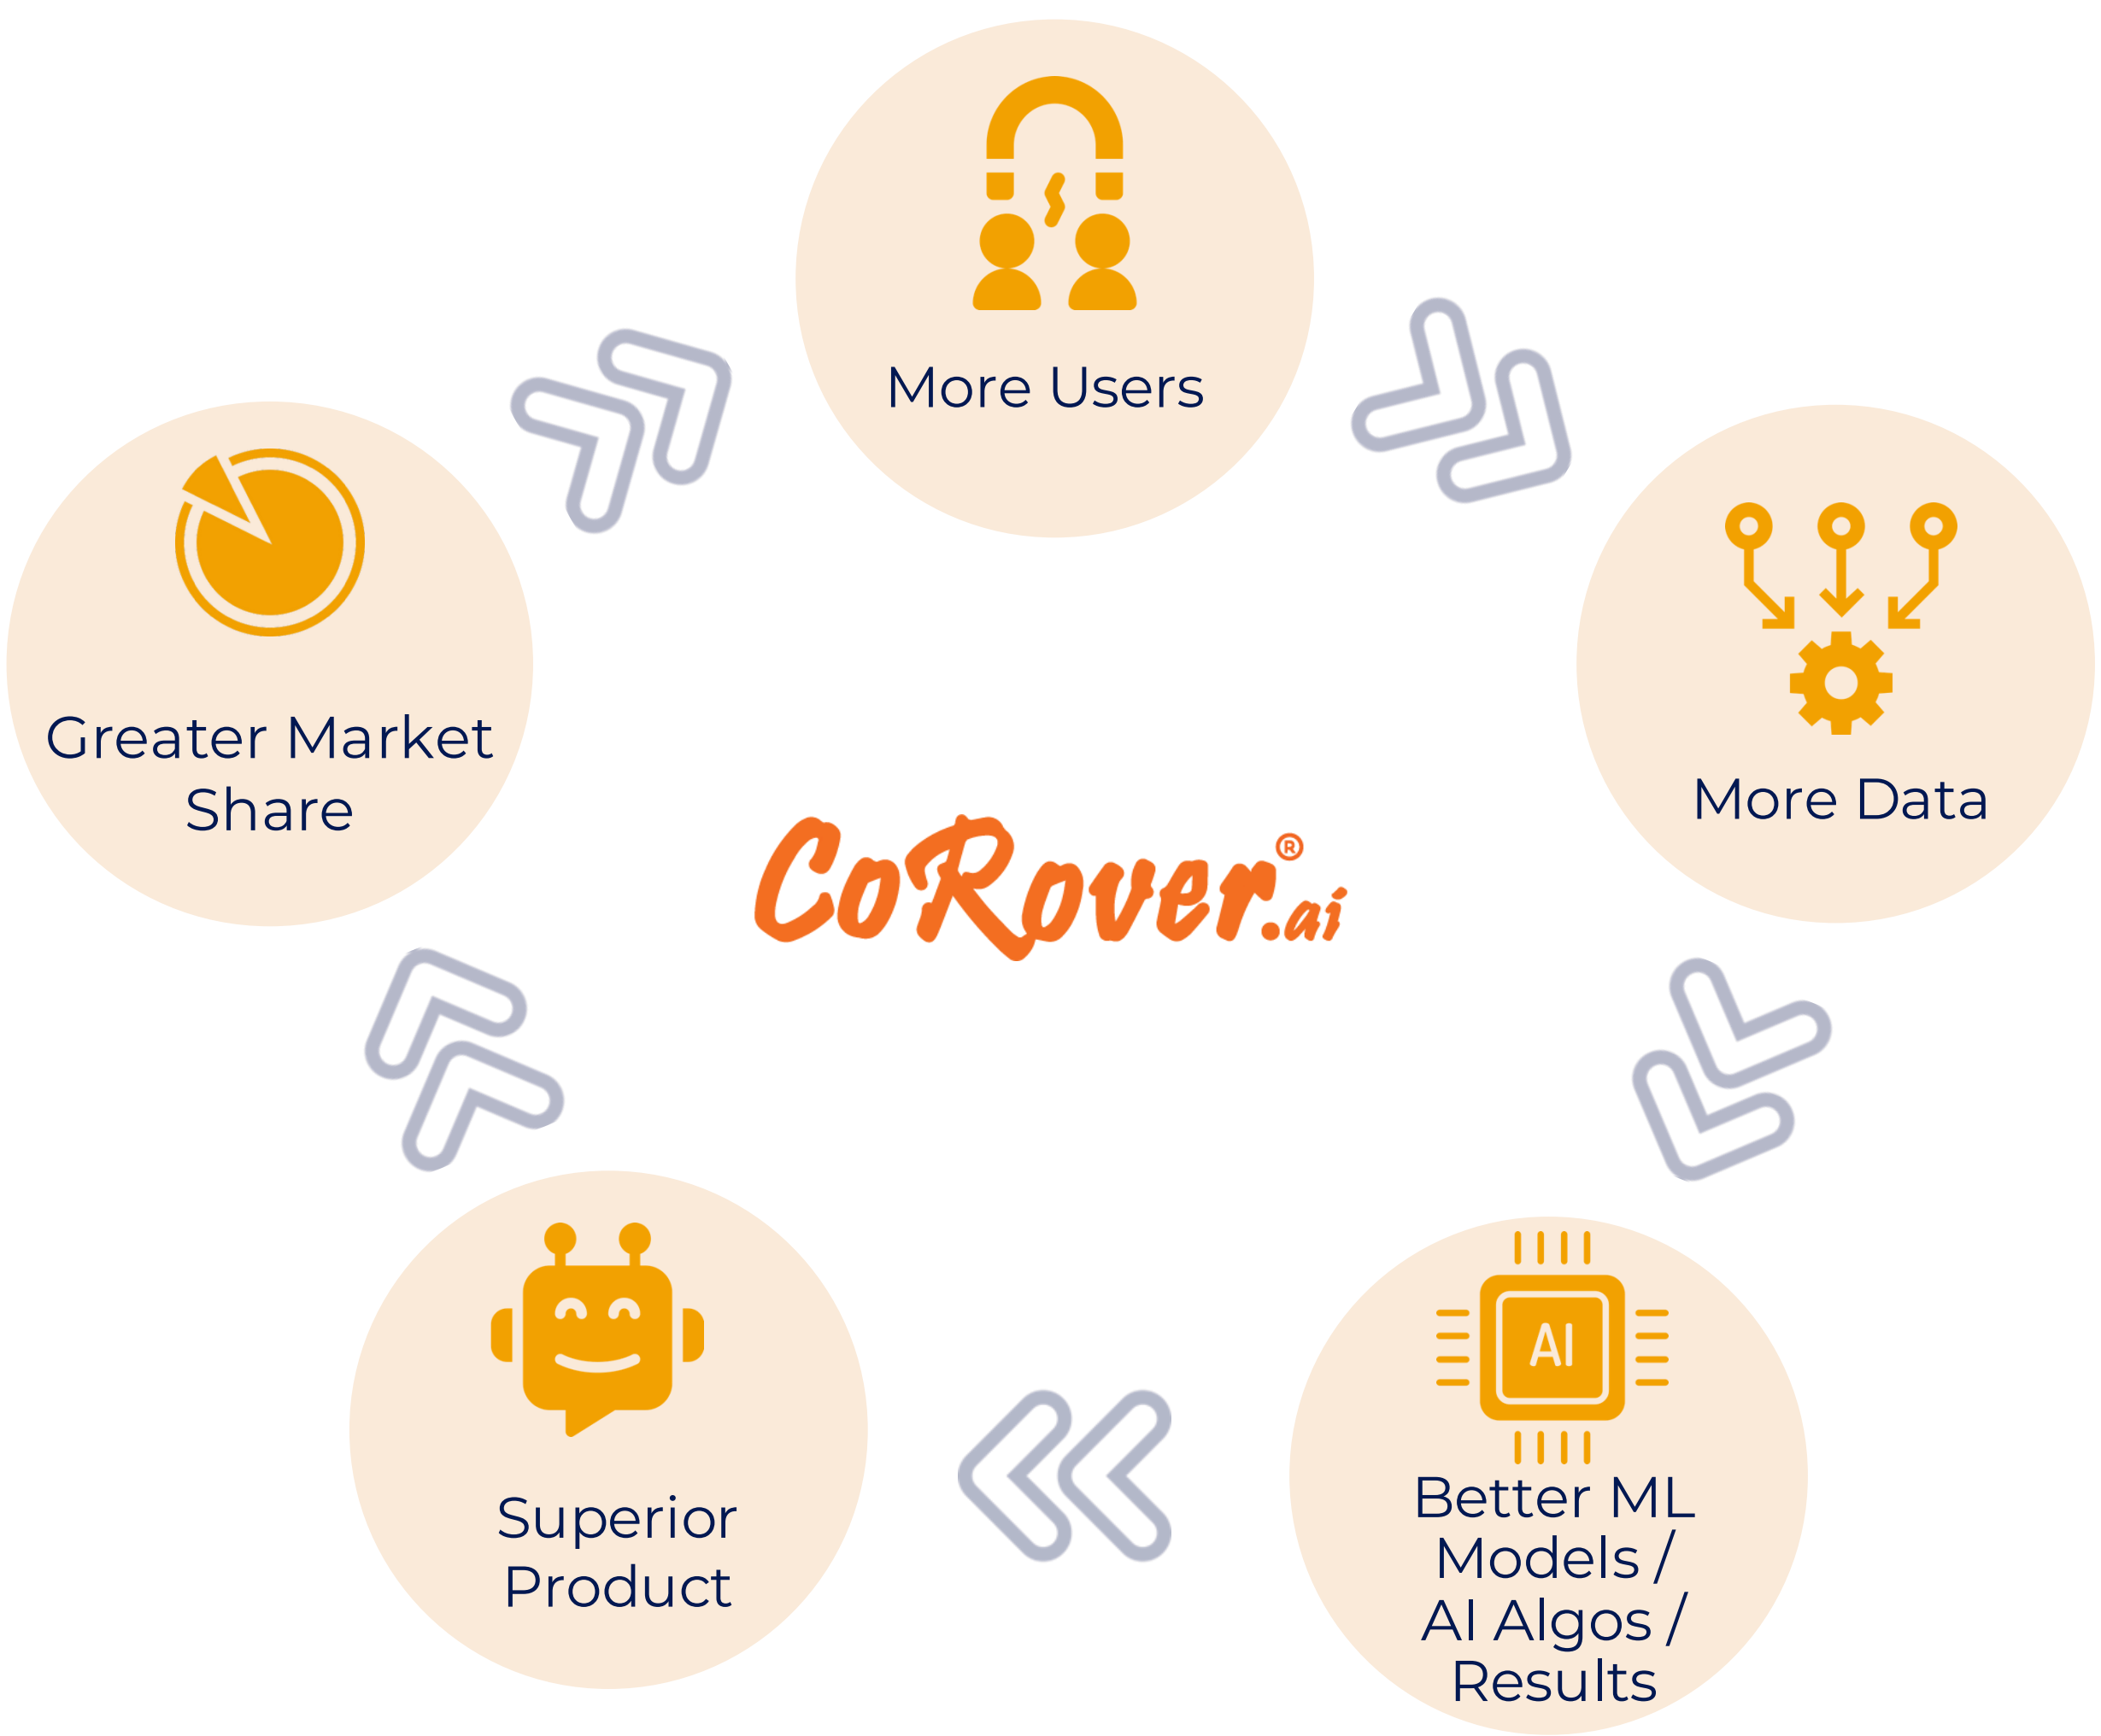 More Users
More Data
Better ML
Models /
AI Algos /
Results
AI
Superior
Product
Greater Market
Share
CoRover.ai®